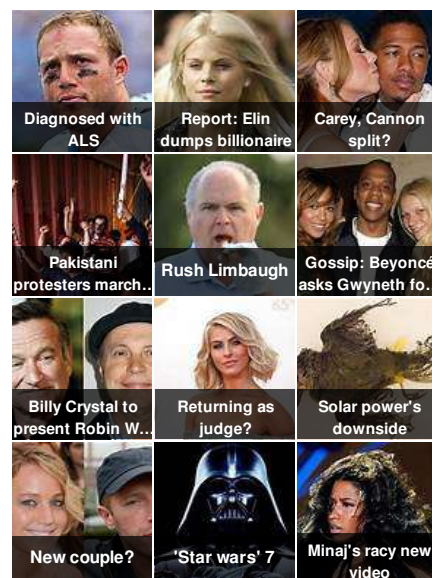 Diagnosed with
ALS
Report: Elin
dumps billionaire
Carey, Cannon
split?
Pakistani
protesters march…
Rush Limbaugh
Gossip: Beyoncé
asks Gwyneth fo…
Billy Crystal to
present Robin W…
Returning as
judge?
Solar power's
downside
New couple?
'Star wars' 7
Minaj's racy new
video